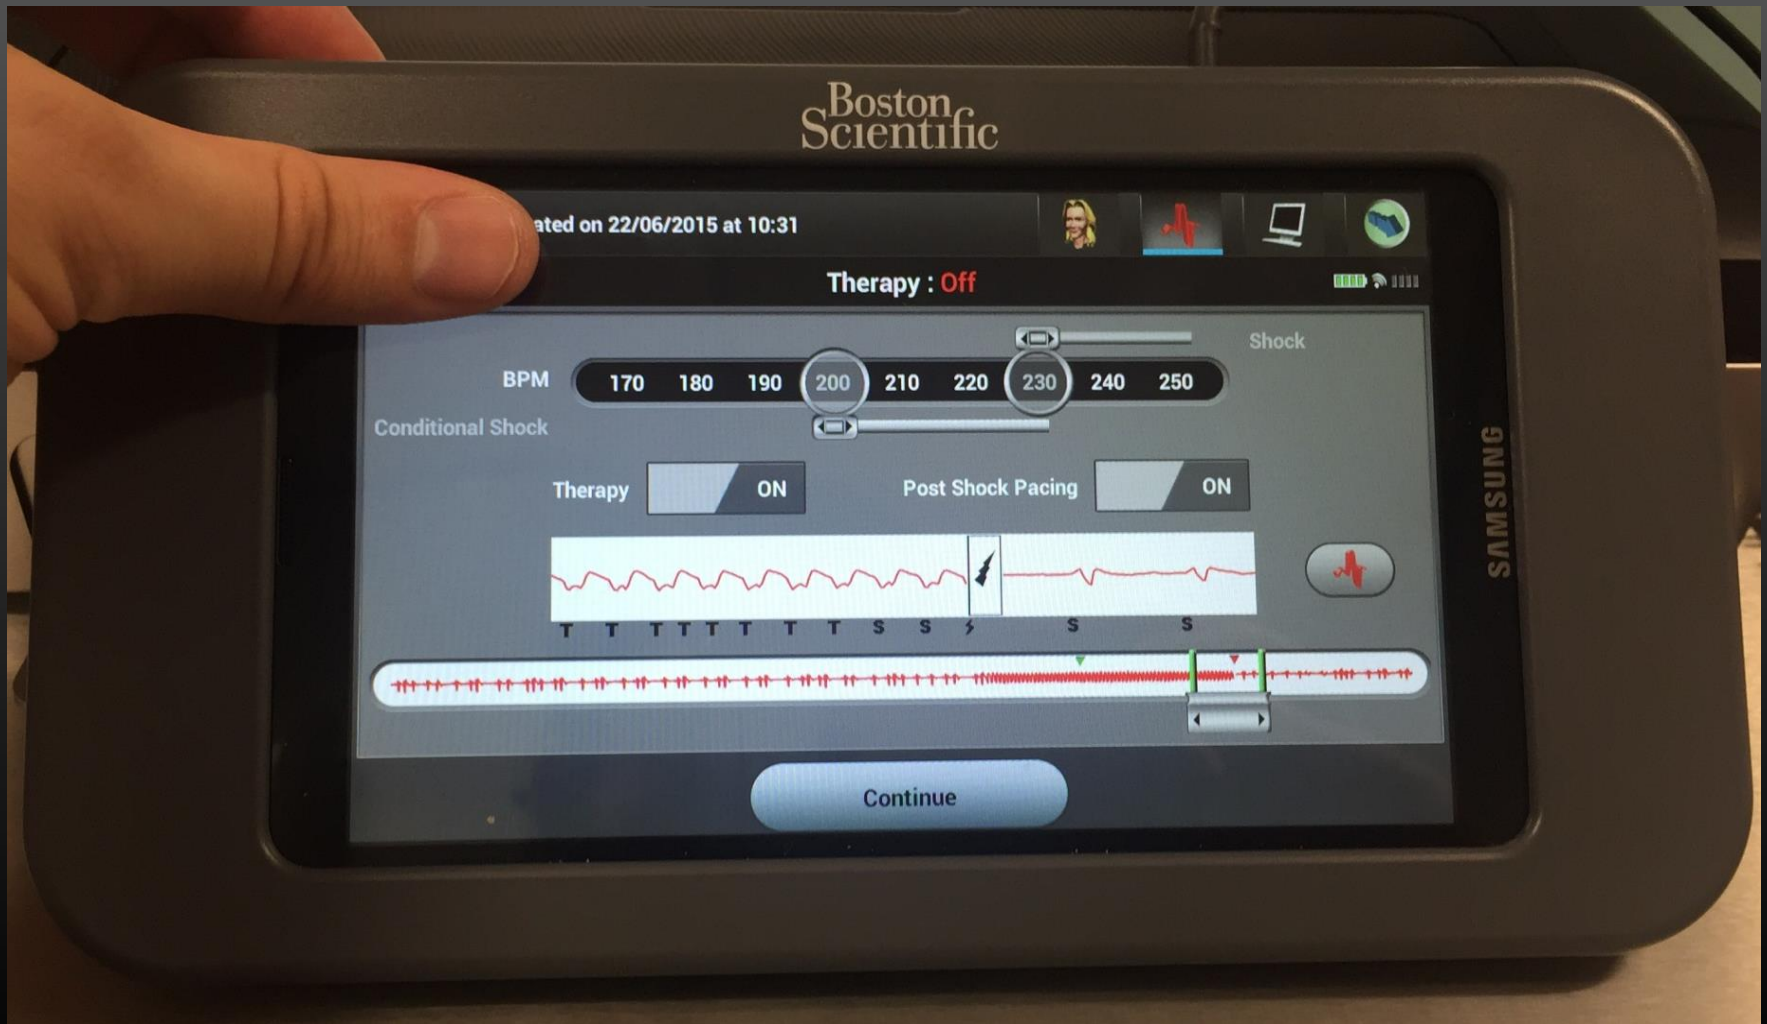 Boston
Scientific
ated on 22/06/2015 at 10:31
Therapy : Off
Shock
BPM 170 180 190 200 210 220 230 240 250
Conditional Shock
Therapy ON Post Shock Pacing ON
T T T T T T T T S S S S
Continue
SAMSUNG